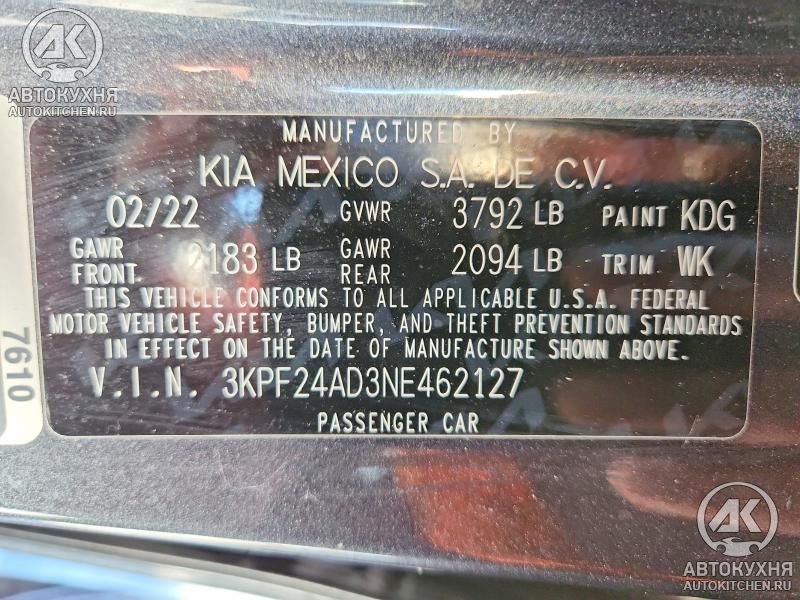 AK
АВТОКУХНЯ
AUTOKITCHEN.RU
MANUFACTURED BY
KIA MEXICO S.A. DE C.V.
02/22 GVWR 3792 LB PAINT KDG
GAWR FRONT 2183 LB GAWR REAR 2094 LB TRIM WK
THIS VEHICLE CONFORMS TO ALL APPLICABLE U.S.A. FEDERAL
MOTOR VEHICLE SAFETY, BUMPER, AND THEFT PREVENTION STANDARDS
IN EFFECT ON THE DATE OF MANUFACTURE SHOWN ABOVE.
V.I.N. 3KPF24AD3NE462127
PASSENGER CAR
7610
AK
АВТОКУХНЯ
AUTOKITCHEN.RU